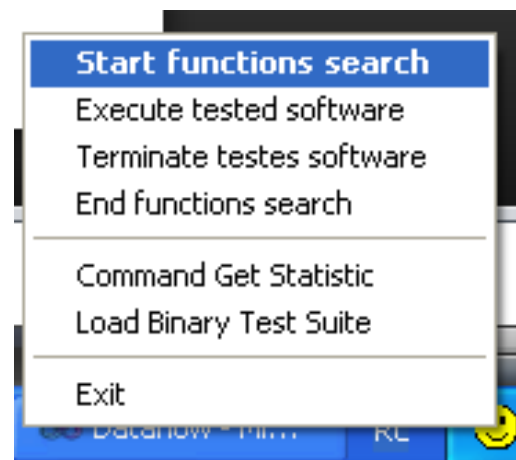 Start functions search
Execute tested software
Terminate testes software
End functions search
Command Get Statistic
Load Binary Test Suite
Exit